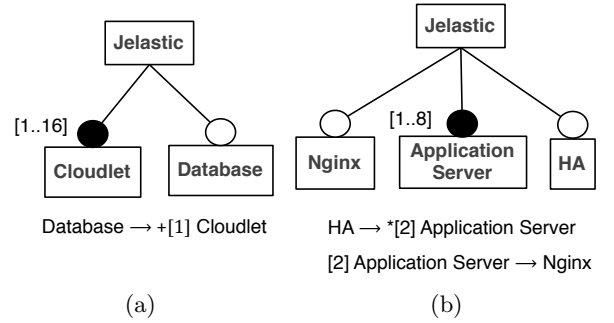 Jelastic
[1..16]
Cloudlet
Database
Database → +[1] Cloudlet
(a)
Jelastic
[1..8]
Nginx
Application
Server
HA
HA → *[2] Application Server
[2] Application Server → Nginx
(b)